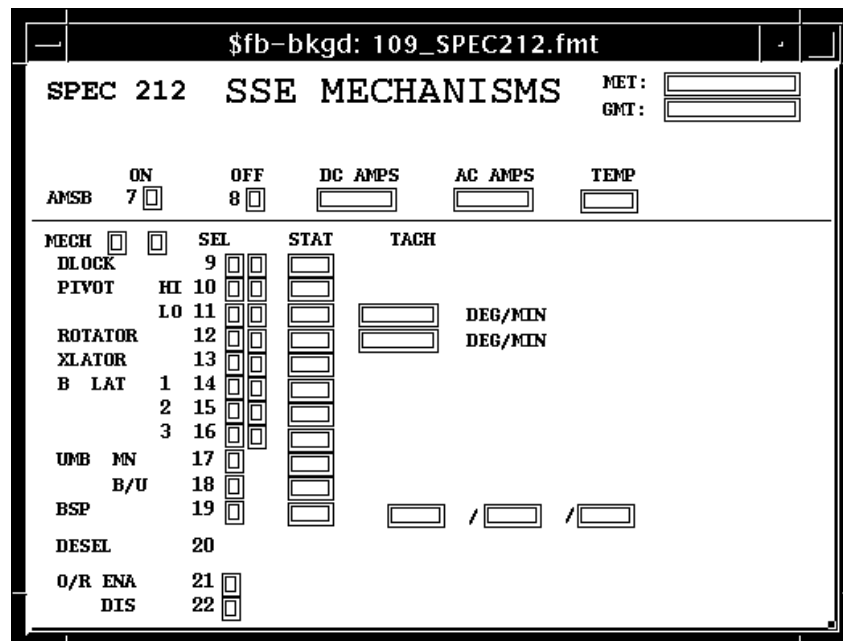 $fb-bkgd: 109_SPEC212.fmt
SPEC 212 SSE MECHANISMS MET:
GMT:
ON OFF DC AMPS AC AMPS TEMP
AMSB 7 8
MECH SEL STAT TACH
DLOCK 9
PIVOT HI 10
LO 11 DEG/MIN
ROTATOR 12 DEG/MIN
XLATOR 13
B LAT 1 14
2 15
3 16
UMB MN 17
B/U 18
BSP 19 / /
DESEL 20
O/R ENA 21
DIS 22